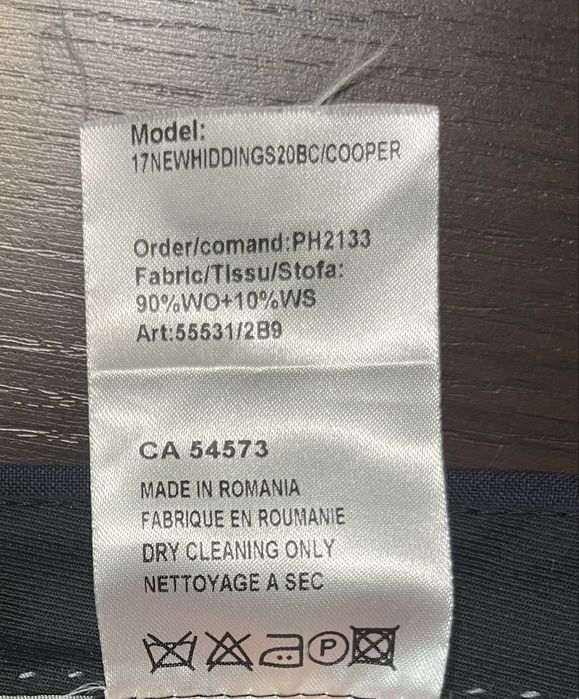 Model:
17NEWHIDDINGS20BC/COOPER
Order/comand:PH2133
Fabric/Tissu/Stofa:
90%WO+10%WS
Art:55531/2B9
CA 54573
MADE IN ROMANIA
FABRIQUE EN ROUMANIE
DRY CLEANING ONLY
NETTOYAGE A SEC
P